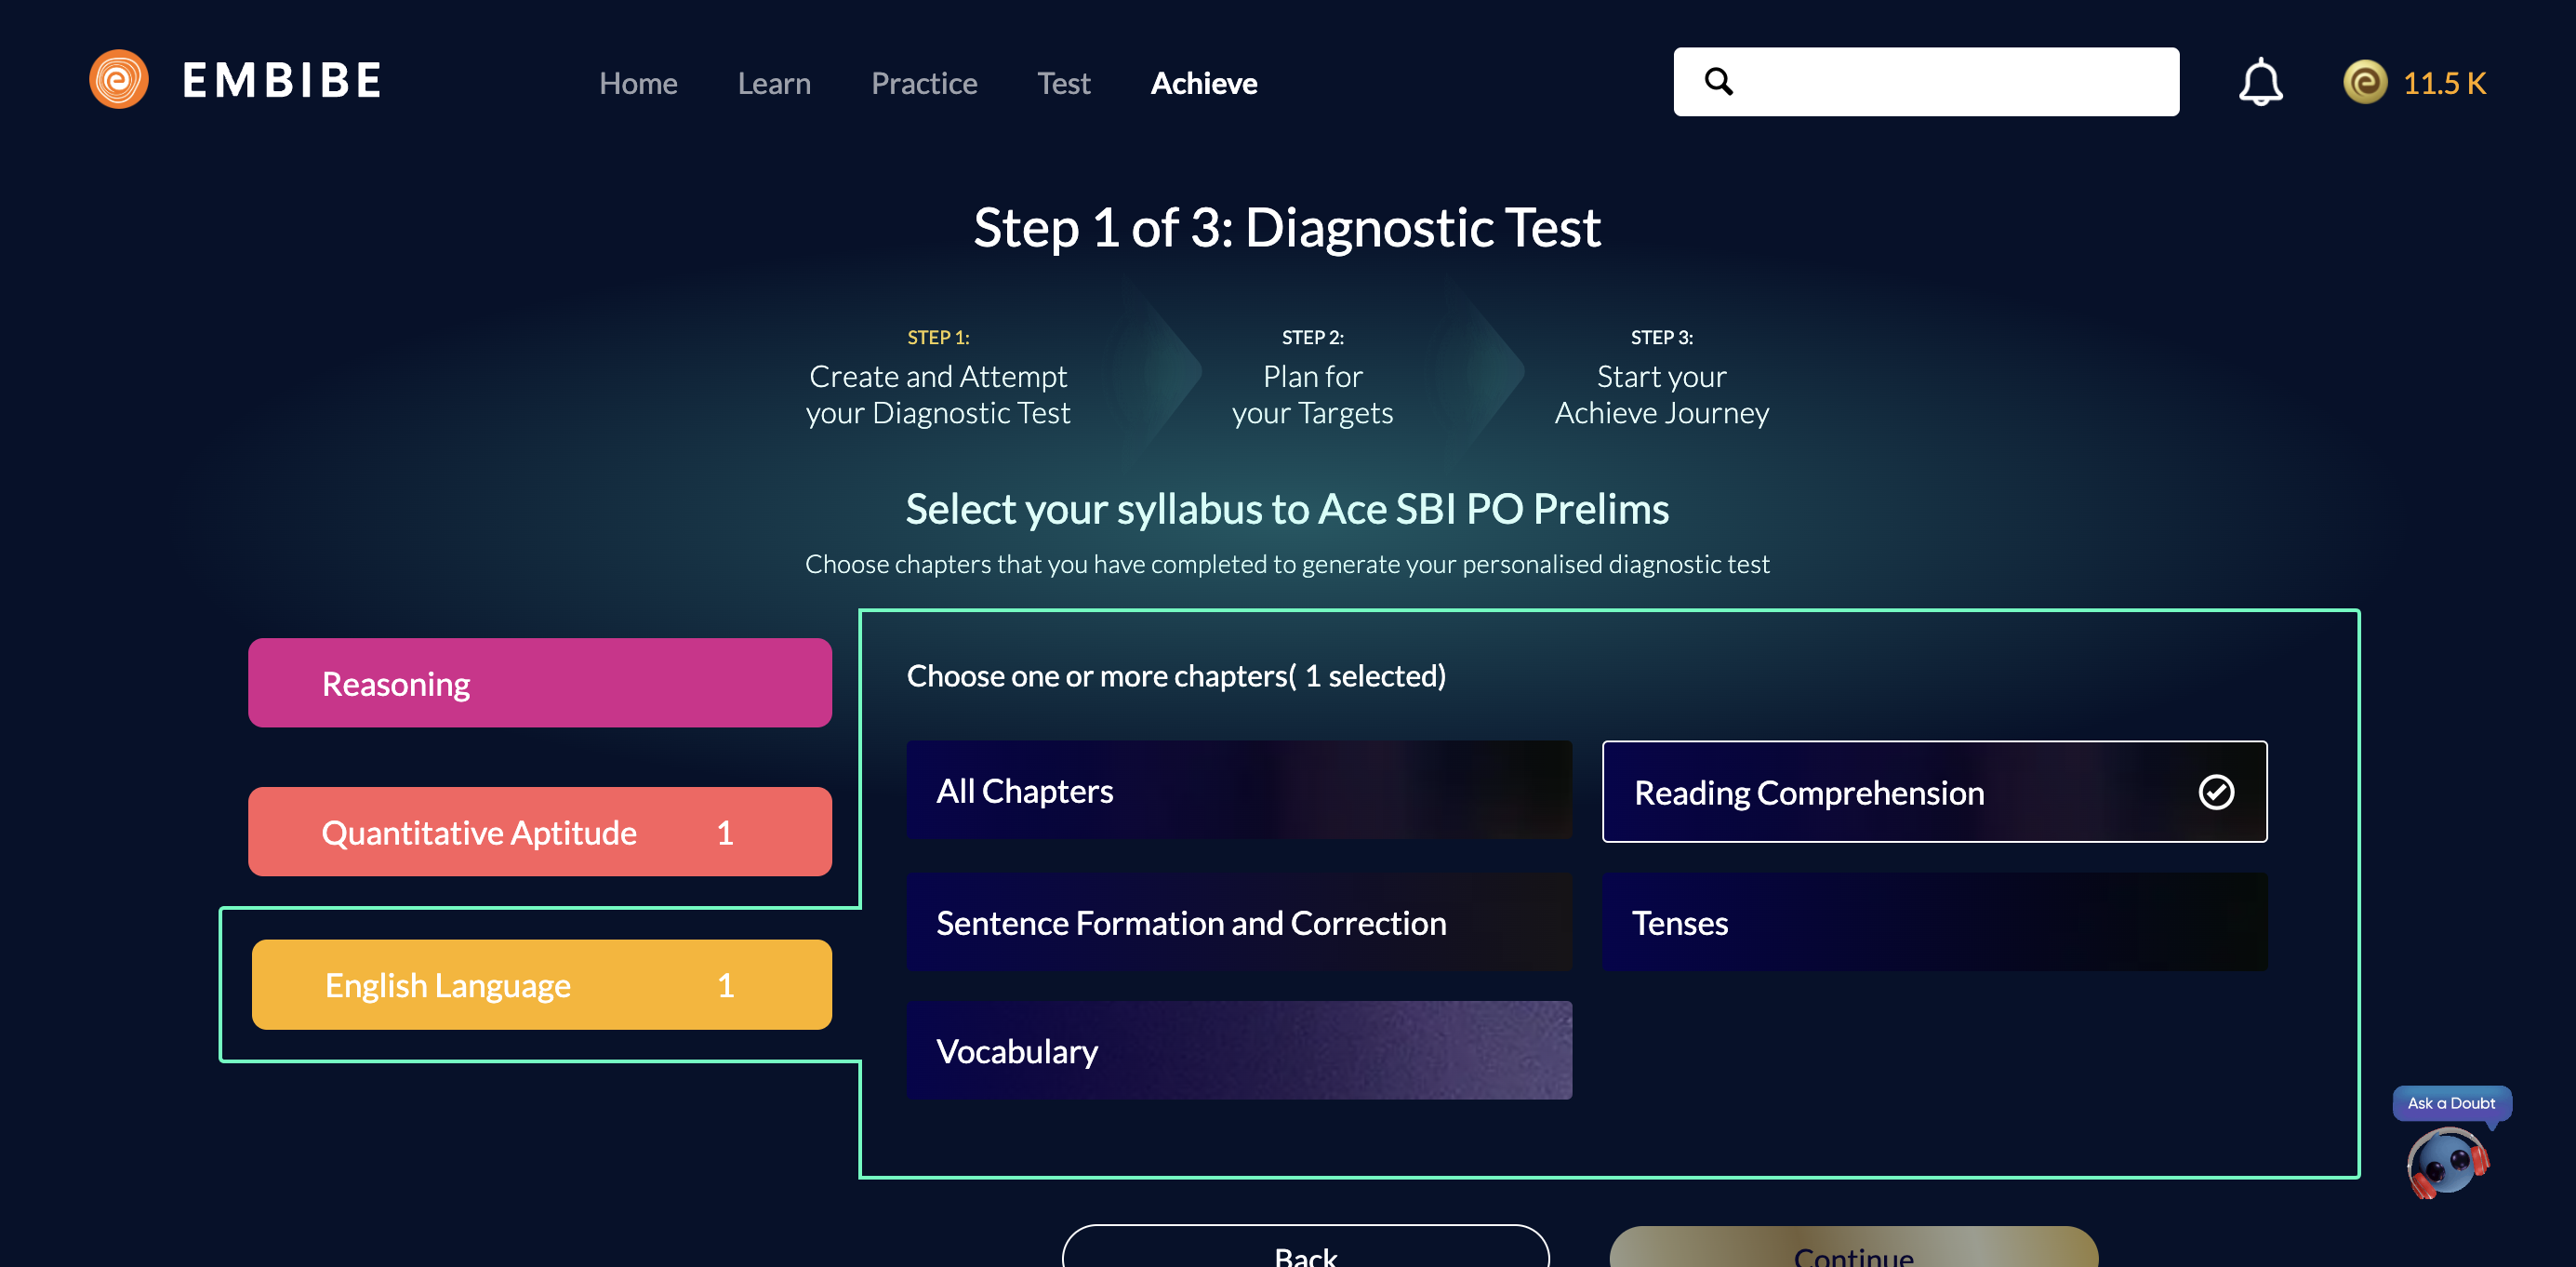 EMBIBE
Home Learn Practice Test Achieve
11.5 K
Step 1 of 3: Diagnostic Test
STEP 1:
Create and Attempt
your Diagnostic Test
STEP 2:
Plan for
your Targets
STEP 3:
Start your
Achieve Journey
Select your syllabus to Ace SBI PO Prelims
Choose chapters that you have completed to generate your personalised diagnostic test
Reasoning
Quantitative Aptitude 1
English Language 1
Choose one or more chapters( 1 selected)
All Chapters
Reading Comprehension
Sentence Formation and Correction
Tenses
Vocabulary
Ask a Doubt
Back
Continue